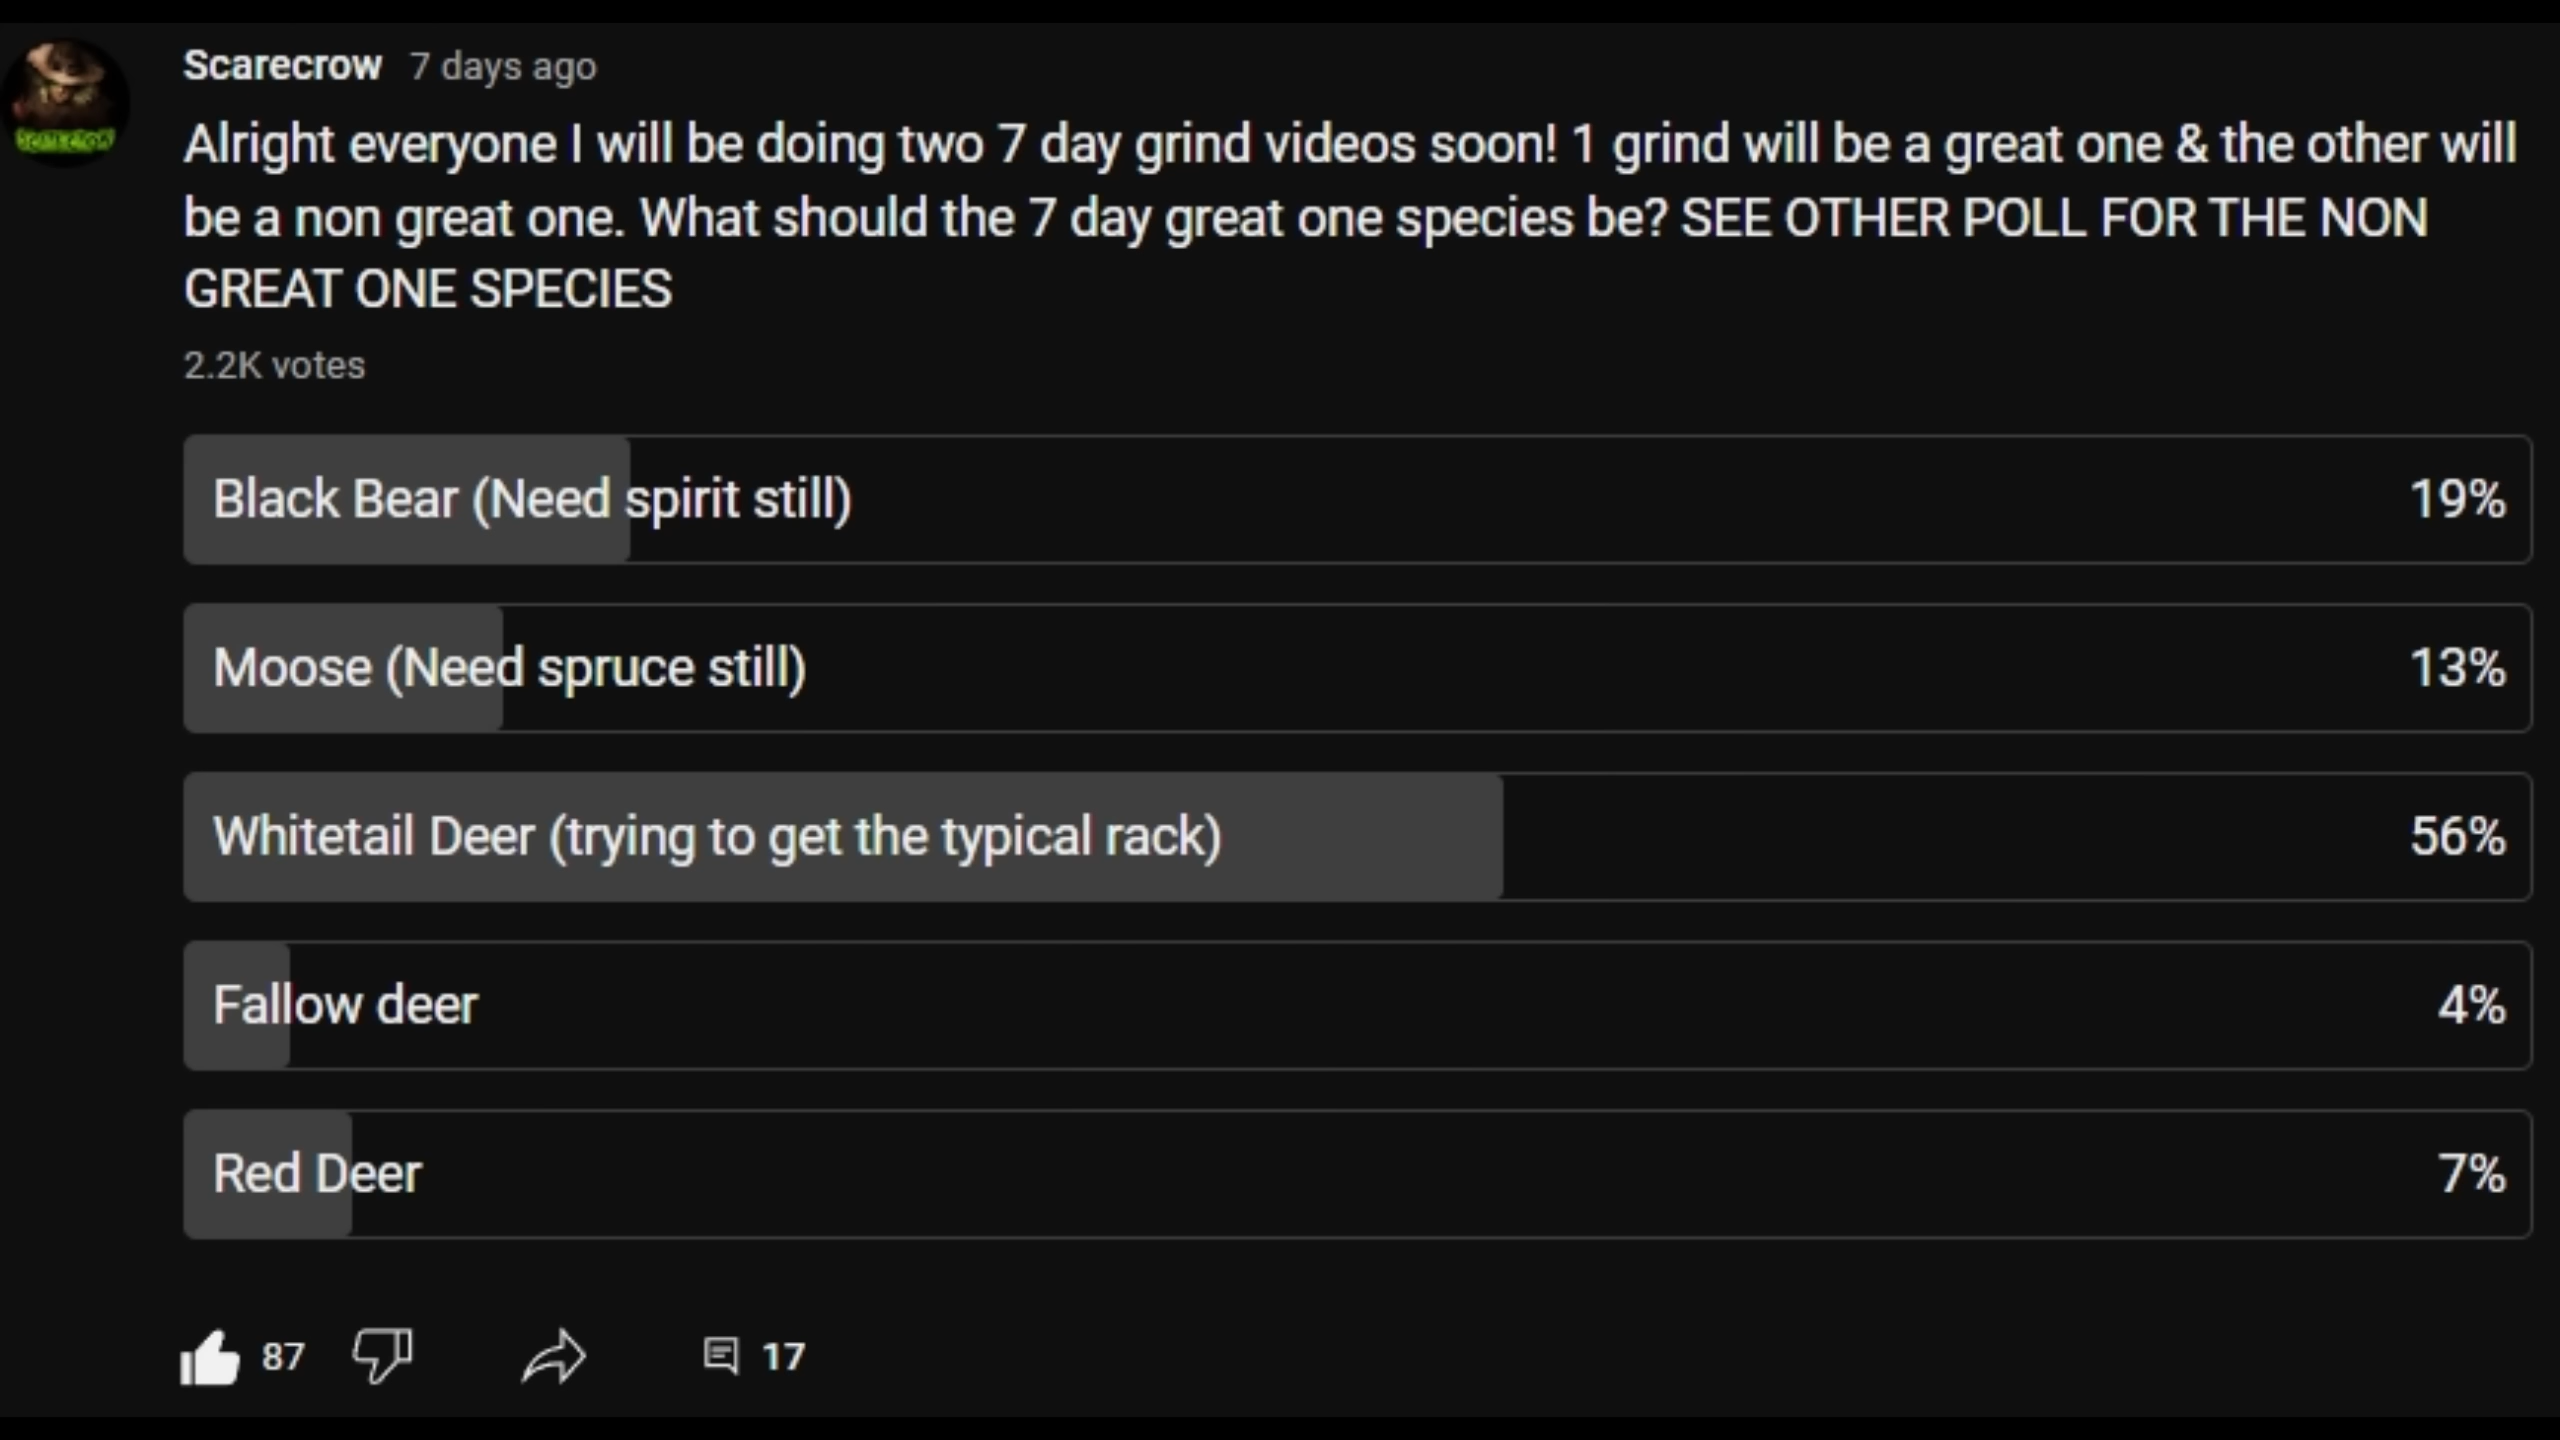 Scarecrow 7 days ago
Alright everyone I will be doing two 7 day grind videos soon! 1 grind will be a great one & the other will
be a non great one. What should the 7 day great one species be? SEE OTHER POLL FOR THE NON
GREAT ONE SPECIES
2.2K votes
Black Bear (Need spirit still) 19%
Moose (Need spruce still) 13%
Whitetail Deer (trying to get the typical rack) 56%
Fallow deer 4%
Red Deer 7%
87 17
SCARECROW